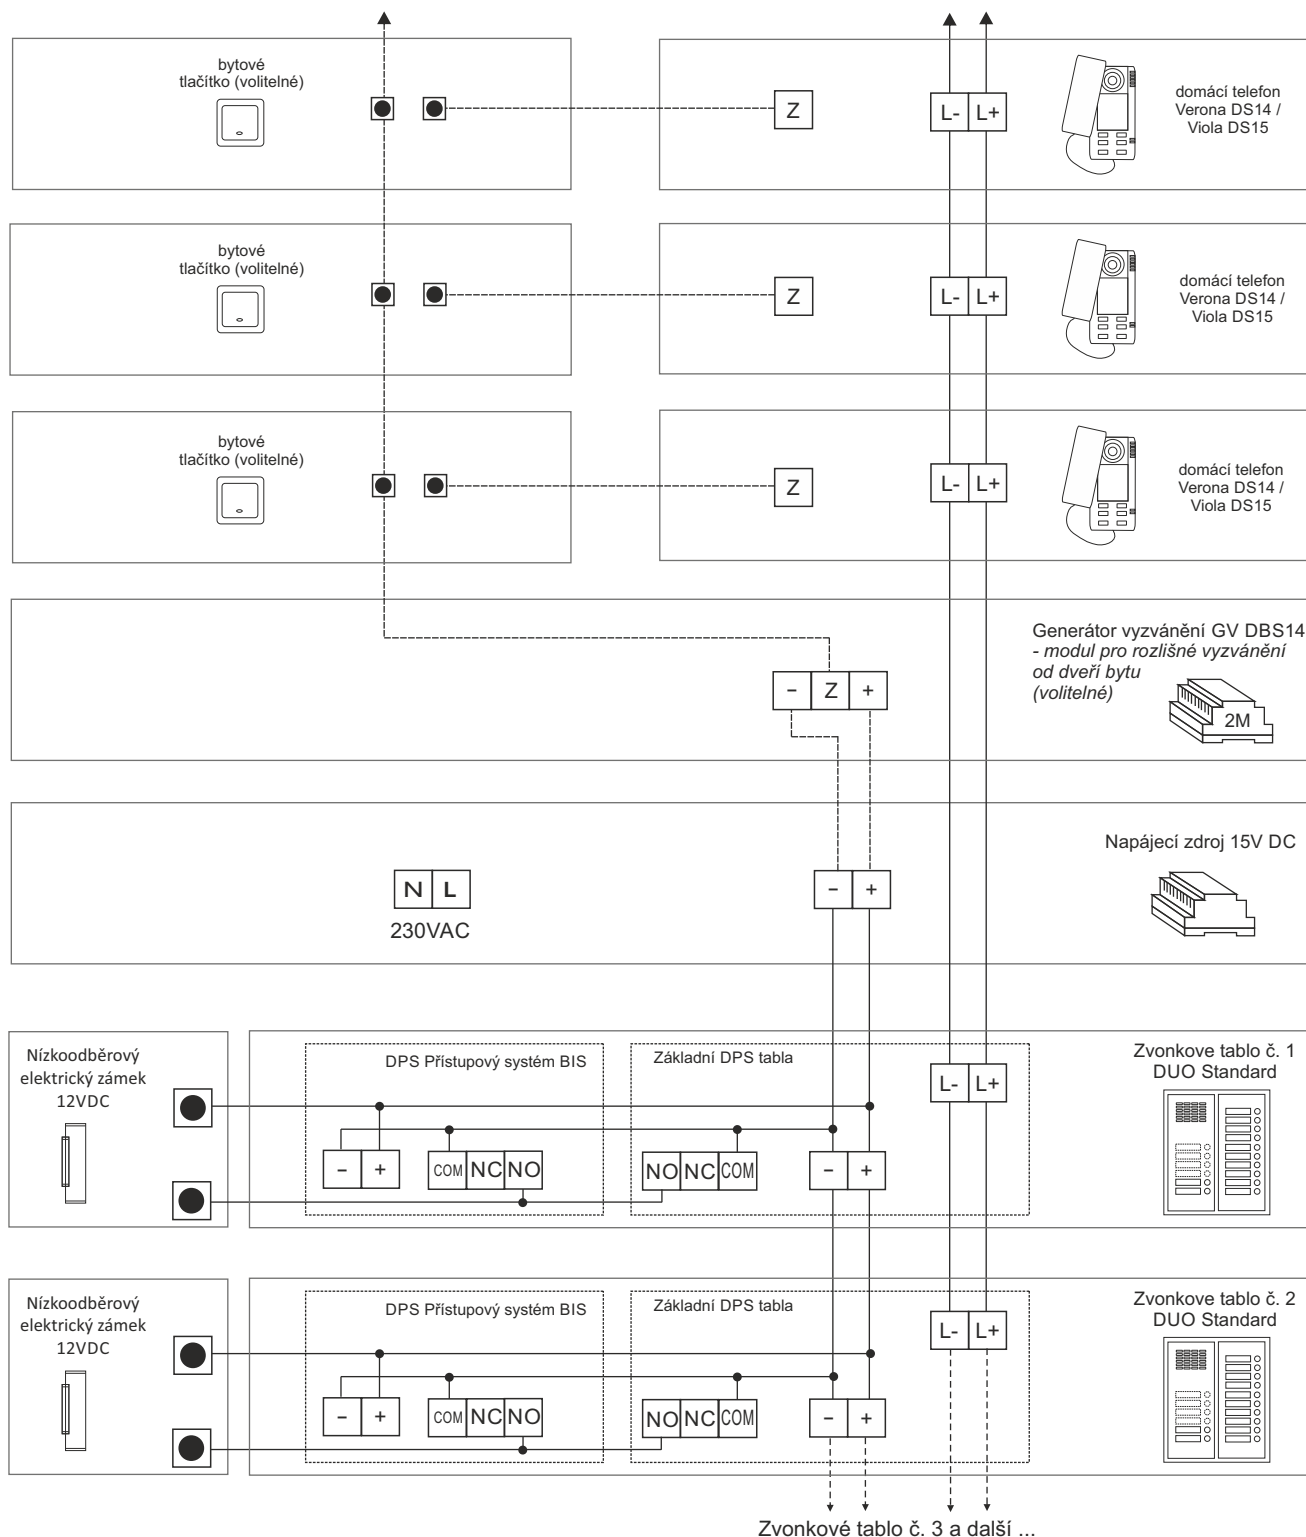 bytové
tlačítko (volitelné)
Z
L- L+
domácí telefon
Verona DS14 /
Viola DS15
bytové
tlačítko (volitelné)
Z
L- L+
domácí telefon
Verona DS14 /
Viola DS15
bytové
tlačítko (volitelné)
Z
L- L+
domácí telefon
Verona DS14 /
Viola DS15
Generátor vyzvánění GV DBS14
- modul pro rozlišné vyzvánění
od dveří bytu
(volitelné)
- Z +
2M
Napájecí zdroj 15V DC
N L
- +
230VAC
Nízkoodběrový
elektrický zámek
12VDC
DPS Přístupový systém BIS
Základní DPS tabla
Zvonkove tablo č. 1
DUO Standard
L- L+
- +
COM NC NO
NO NC COM
- +
Nízkoodběrový
elektrický zámek
12VDC
DPS Přístupový systém BIS
Základní DPS tabla
Zvonkove tablo č. 2
DUO Standard
L- L+
- +
COM NC NO
NO NC COM
- +
Zvonkové tablo č. 3 a další ...